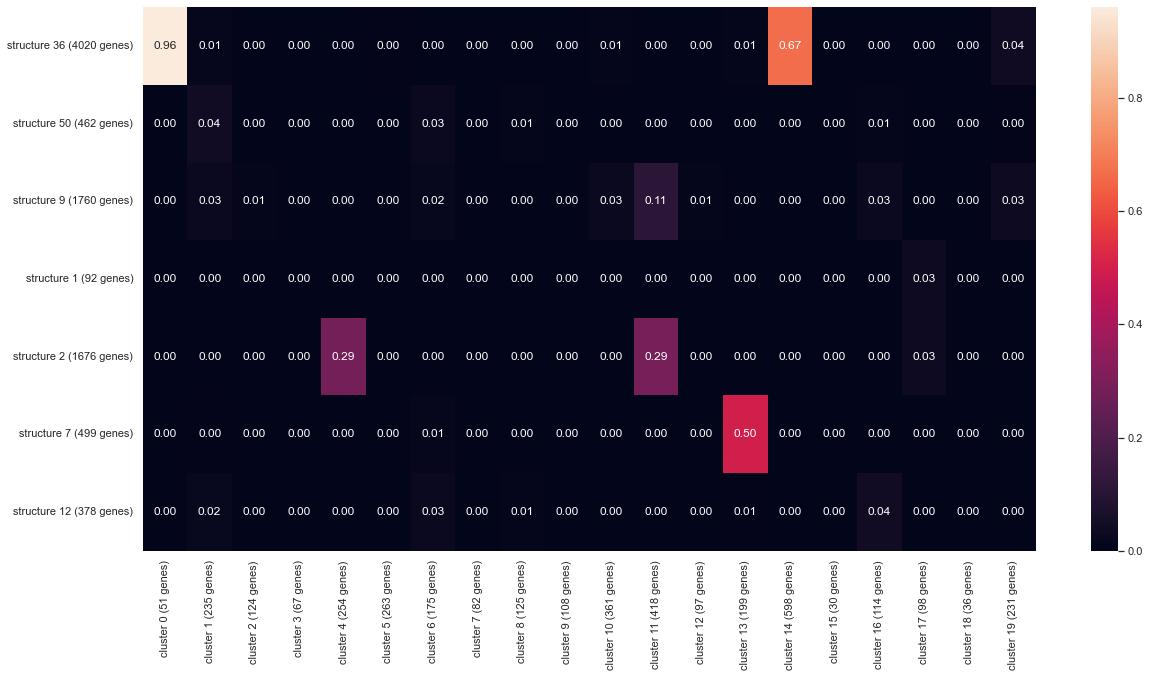 structure 36 (4020 genes) 0.96 0.01 0.00 0.00 0.00 0.00 0.00 0.00 0.00 0.00 0.01 0.00 0.00 0.01 0.67 0.00 0.00 0.00 0.00 0.04
0.8
structure 50 (462 genes) 0.00 0.04 0.00 0.00 0.00 0.00 0.03 0.00 0.01 0.00 0.00 0.00 0.00 0.00 0.00 0.00 0.01 0.00 0.00 0.00
structure 9 (1760 genes) 0.00 0.03 0.01 0.00 0.00 0.00 0.02 0.00 0.00 0.00 0.03 0.11 0.01 0.00 0.00 0.00 0.03 0.00 0.00 0.03
0.6
structure 1 (92 genes) 0.00 0.00 0.00 0.00 0.00 0.00 0.00 0.00 0.00 0.00 0.00 0.00 0.00 0.00 0.00 0.00 0.00 0.03 0.00 0.00
0.4
structure 2 (1676 genes) 0.00 0.00 0.00 0.00 0.29 0.00 0.00 0.00 0.00 0.00 0.00 0.29 0.00 0.00 0.00 0.00 0.00 0.03 0.00 0.00
structure 7 (499 genes) 0.00 0.00 0.00 0.00 0.00 0.00 0.01 0.00 0.00 0.00 0.00 0.00 0.00 0.50 0.00 0.00 0.00 0.00 0.00 0.00
0.2
structure 12 (378 genes) 0.00 0.02 0.00 0.00 0.00 0.00 0.03 0.00 0.01 0.00 0.00 0.00 0.00 0.01 0.00 0.00 0.04 0.00 0.00 0.00
0.0
cluster 0 (51 genes)
cluster 1 (235 genes)
cluster 2 (124 genes)
cluster 3 (67 genes)
cluster 4 (254 genes)
cluster 5 (263 genes)
cluster 6 (175 genes)
cluster 7 (82 genes)
cluster 8 (125 genes)
cluster 9 (108 genes)
cluster 10 (361 genes)
cluster 11 (418 genes)
cluster 12 (97 genes)
cluster 13 (199 genes)
cluster 14 (598 genes)
cluster 15 (30 genes)
cluster 16 (114 genes)
cluster 17 (98 genes)
cluster 18 (36 genes)
cluster 19 (231 genes)